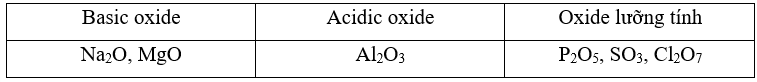 Basic oxide Acidic oxide Oxide lưỡng tính
Na₂O, MgO Al₂O₃ P₂O₅, SO₃, Cl₂O₇